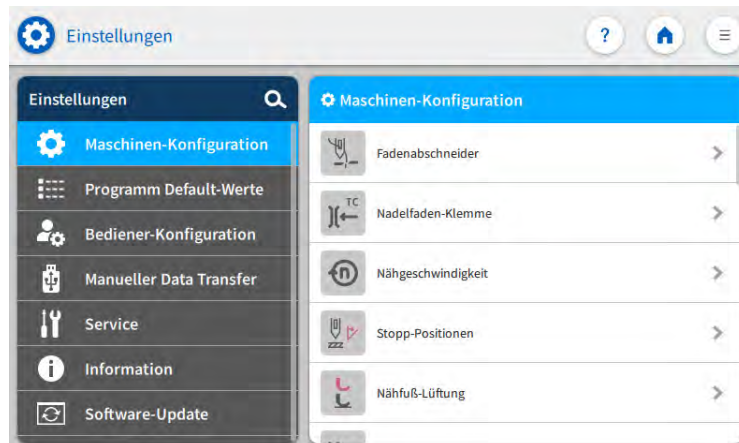 Einstellungen
?
Einstellungen
Maschinen-Konfiguration
Programm Default-Werte
Bediener-Konfiguration
Manueller Data Transfer
Service
Information
Software-Update
Maschinen-Konfiguration
Fadenabschneider
TC
Nadelfaden-Klemme
n
Nähgeschwindigkeit
zzz
Stopp-Positionen
Nähfuß-Lüftung